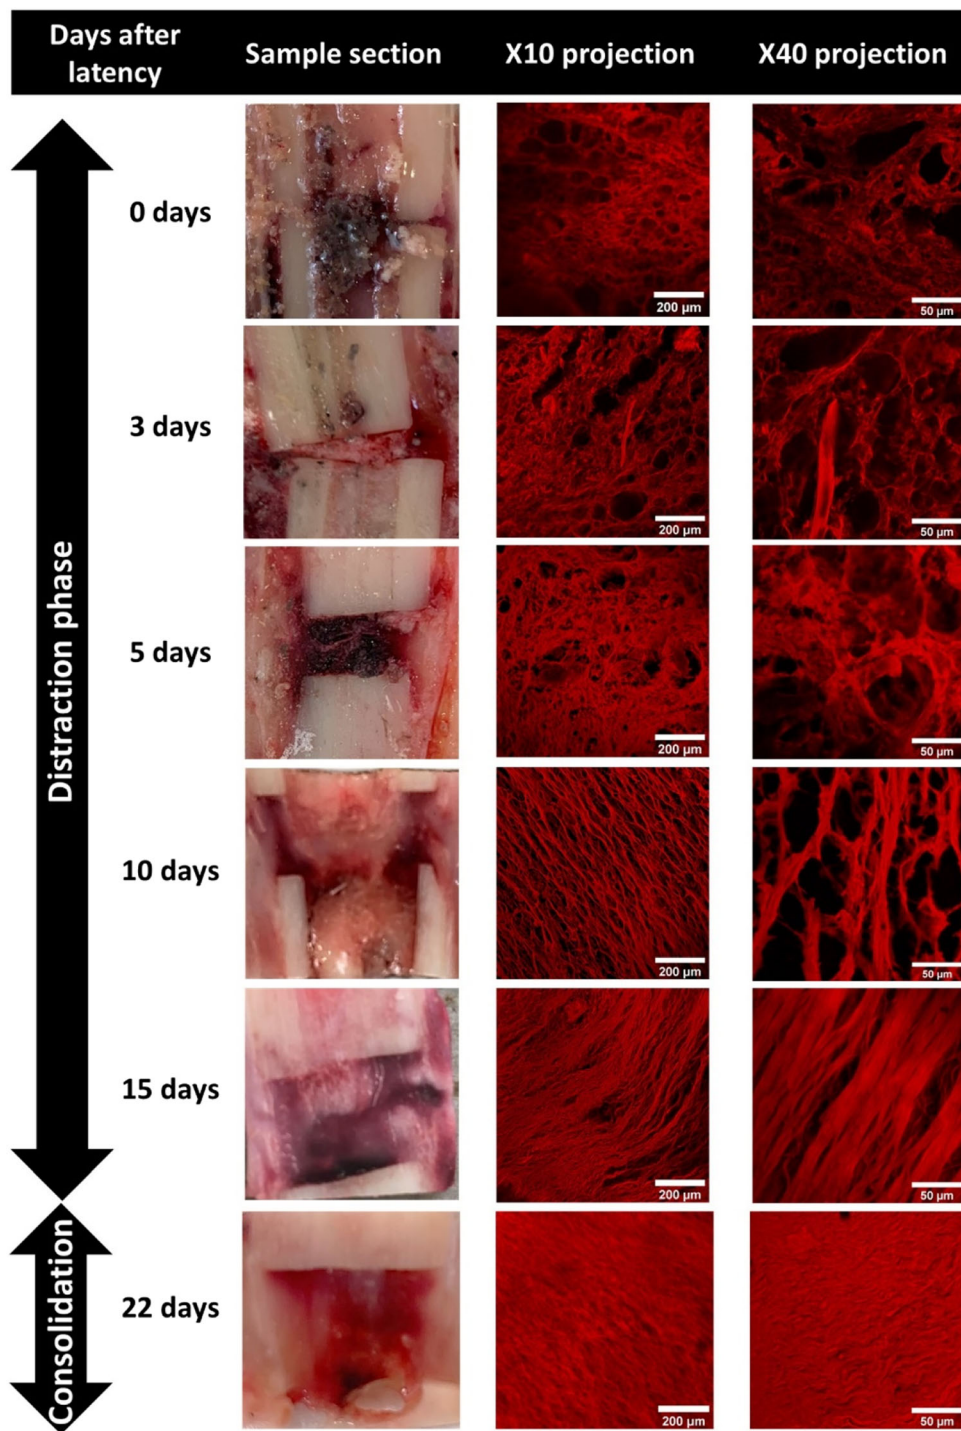 Days after
latency
Sample section
X10 projection
X40 projection
Distraction phase
0 days
200 µm
50 µm
3 days
200 µm
50 µm
5 days
200 µm
50 µm
10 days
200 µm
50 µm
15 days
200 µm
50 µm
Consolidation
22 days
200 µm
50 µm